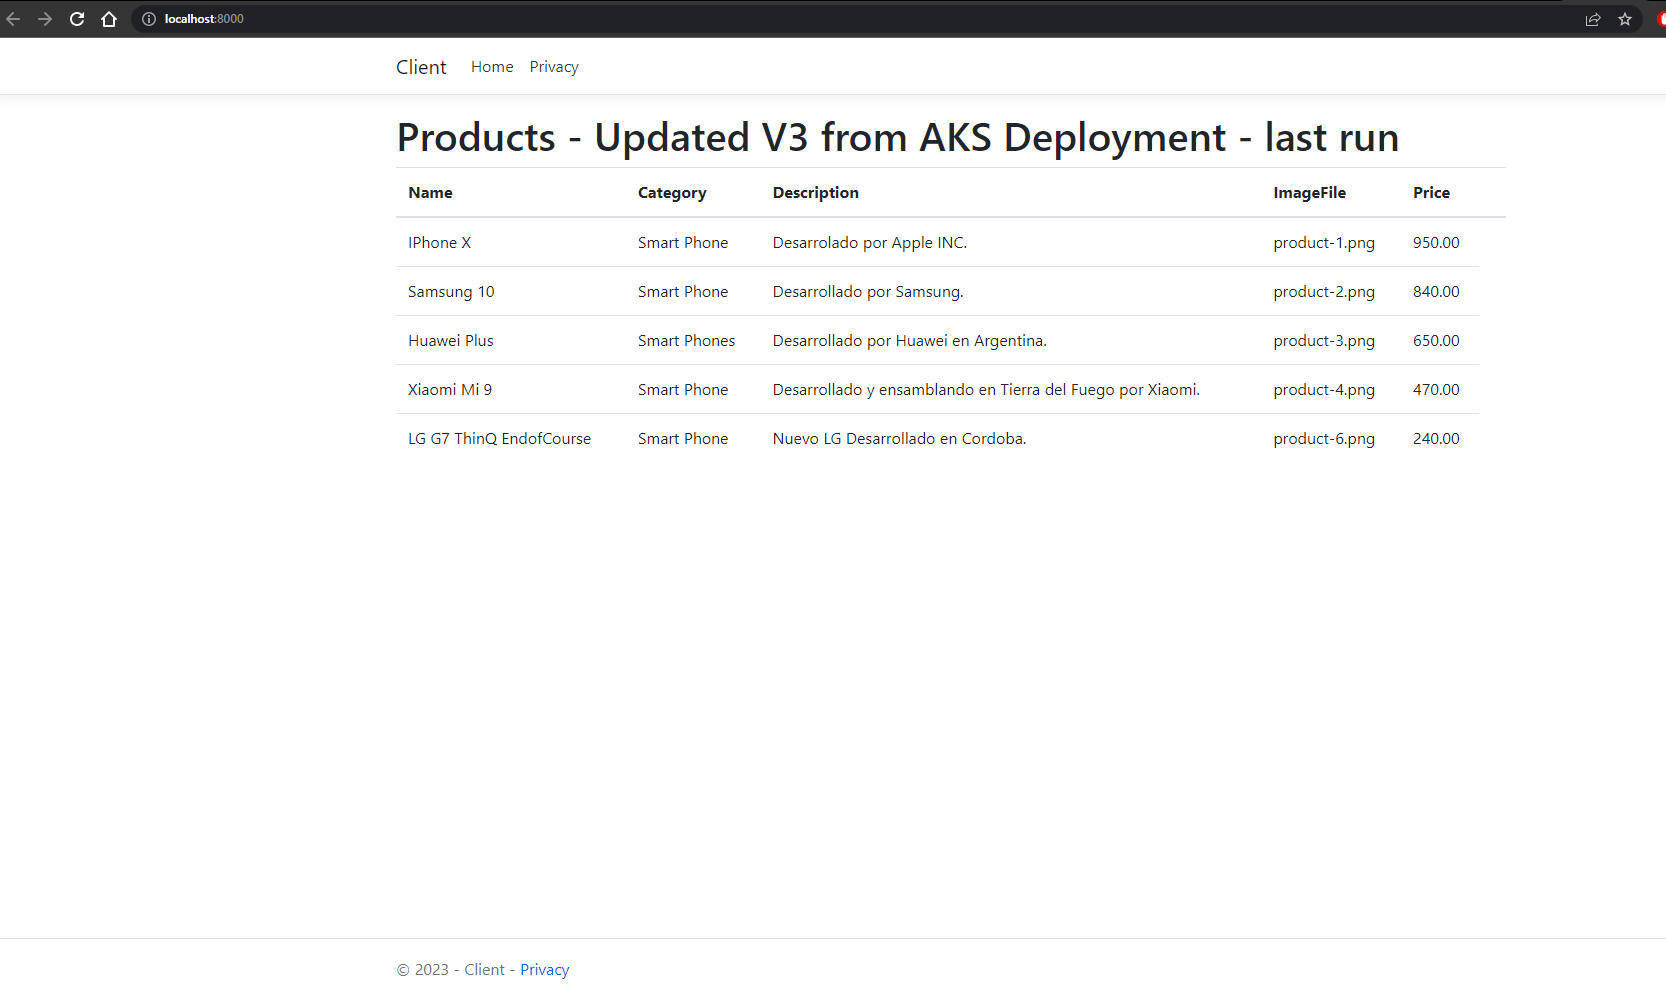 localhost:8000
Client Home Privacy
Products - Updated V3 from AKS Deployment - last run
Name Category Description ImageFile Price
IPhone X Smart Phone Desarrolado por Apple INC. product-1.png 950.00
Samsung 10 Smart Phone Desarrollado por Samsung. product-2.png 840.00
Huawei Plus Smart Phones Desarrollado por Huawei en Argentina. product-3.png 650.00
Xiaomi Mi 9 Smart Phone Desarrollado y ensamblando en Tierra del Fuego por Xiaomi. product-4.png 470.00
LG G7 ThinQ EndofCourse Smart Phone Nuevo LG Desarrollado en Cordoba. product-6.png 240.00
© 2023 - Client - Privacy